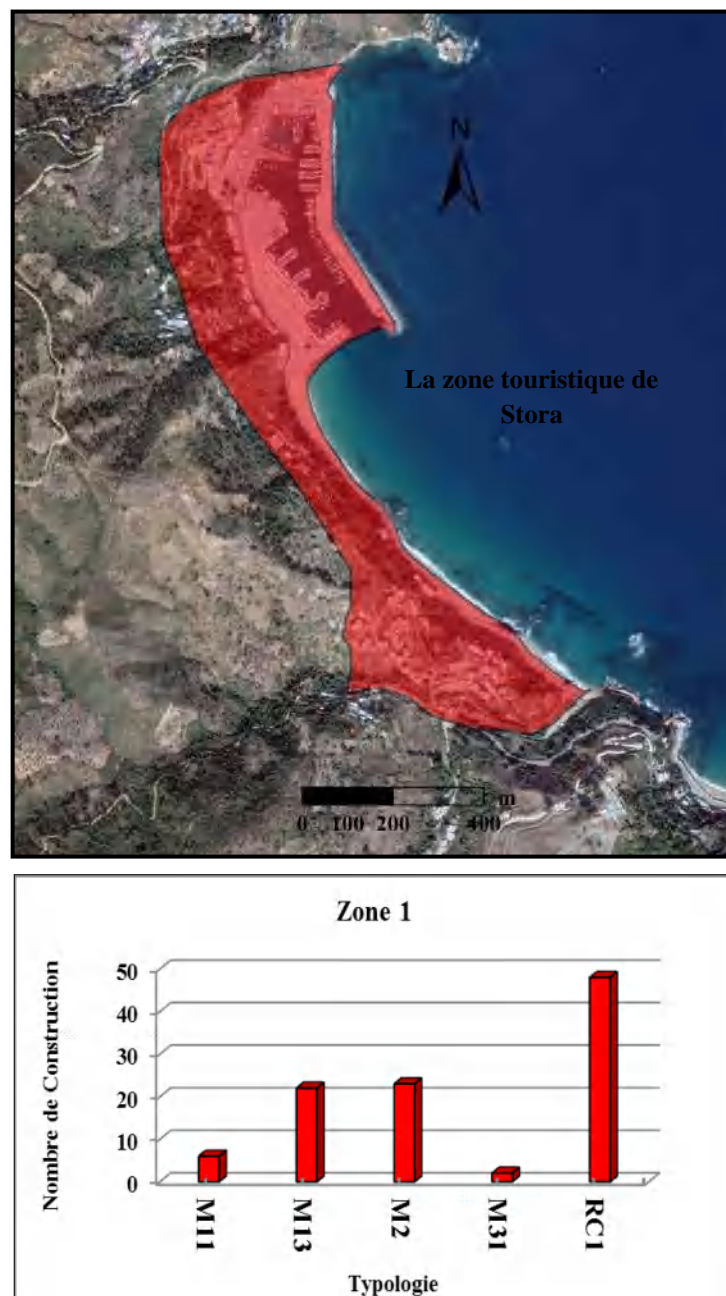 N
La zone touristique de
Stora
m
0 100 200 400
Zone 1
Nombre de Construction
50
40
30
20
10
0
M11 M13 M2 M31 RC1
Typologie